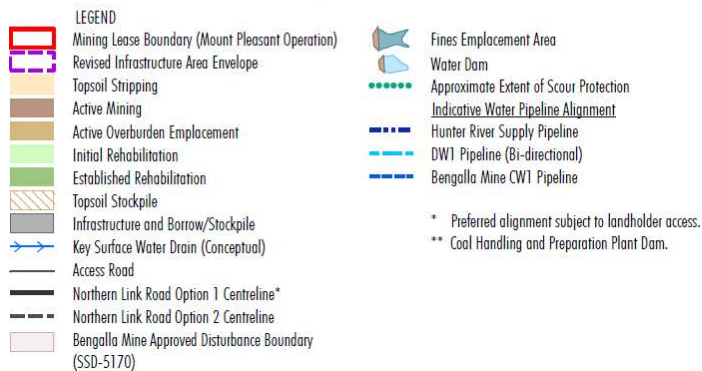 LEGEND
Mining Lease Boundary (Mount Pleasant Operation)
Revised Infrastructure Area Envelope
Topsoil Stripping
Active Mining
Active Overburden Emplacement
Initial Rehabilitation
Established Rehabilitation
Topsoil Stockpile
Infrastructure and Borrow/Stockpile
Key Surface Water Drain (Conceptual)
Access Road
Northern Link Road Option 1 Centreline*
Northern Link Road Option 2 Centreline
Bengalla Mine Approved Disturbance Boundary
(SSD-5170)
Fines Emplacement Area
Water Dam
Approximate Extent of Scour Protection
Indicative Water Pipeline Alignment
Hunter River Supply Pipeline
DW1 Pipeline (Bi-directional)
Bengalla Mine CW1 Pipeline
* Preferred alignment subject to landholder access.
** Coal Handling and Preparation Plant Dam.